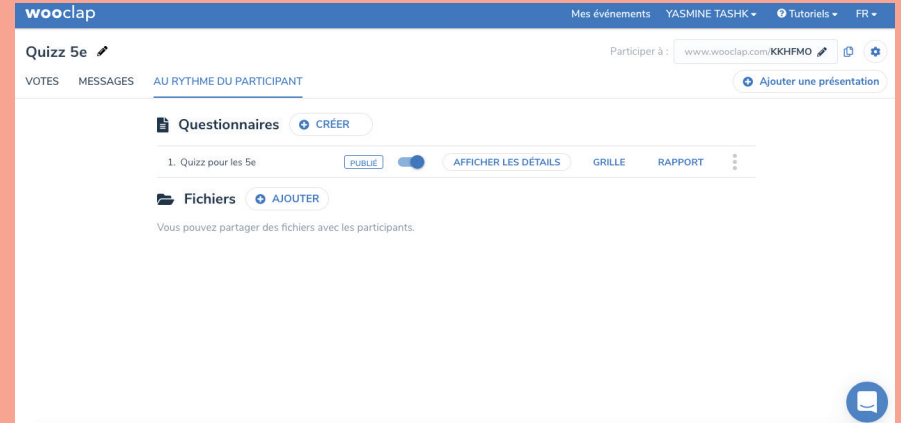 wooclap Mes événements YASMINE TASHK Tutoriels FR
Quizz 5e Participer à : www.wooclap.com/KKHFMO
VOTES MESSAGES AU RYTHME DU PARTICIPANT Ajouter une présentation
Questionnaires CRÉER
1. Quizz pour les 5e PUBLIÉ AFFICHER LES DÉTAILS GRILLE RAPPORT
Fichiers AJOUTER
Vous pouvez partager des fichiers avec les participants.